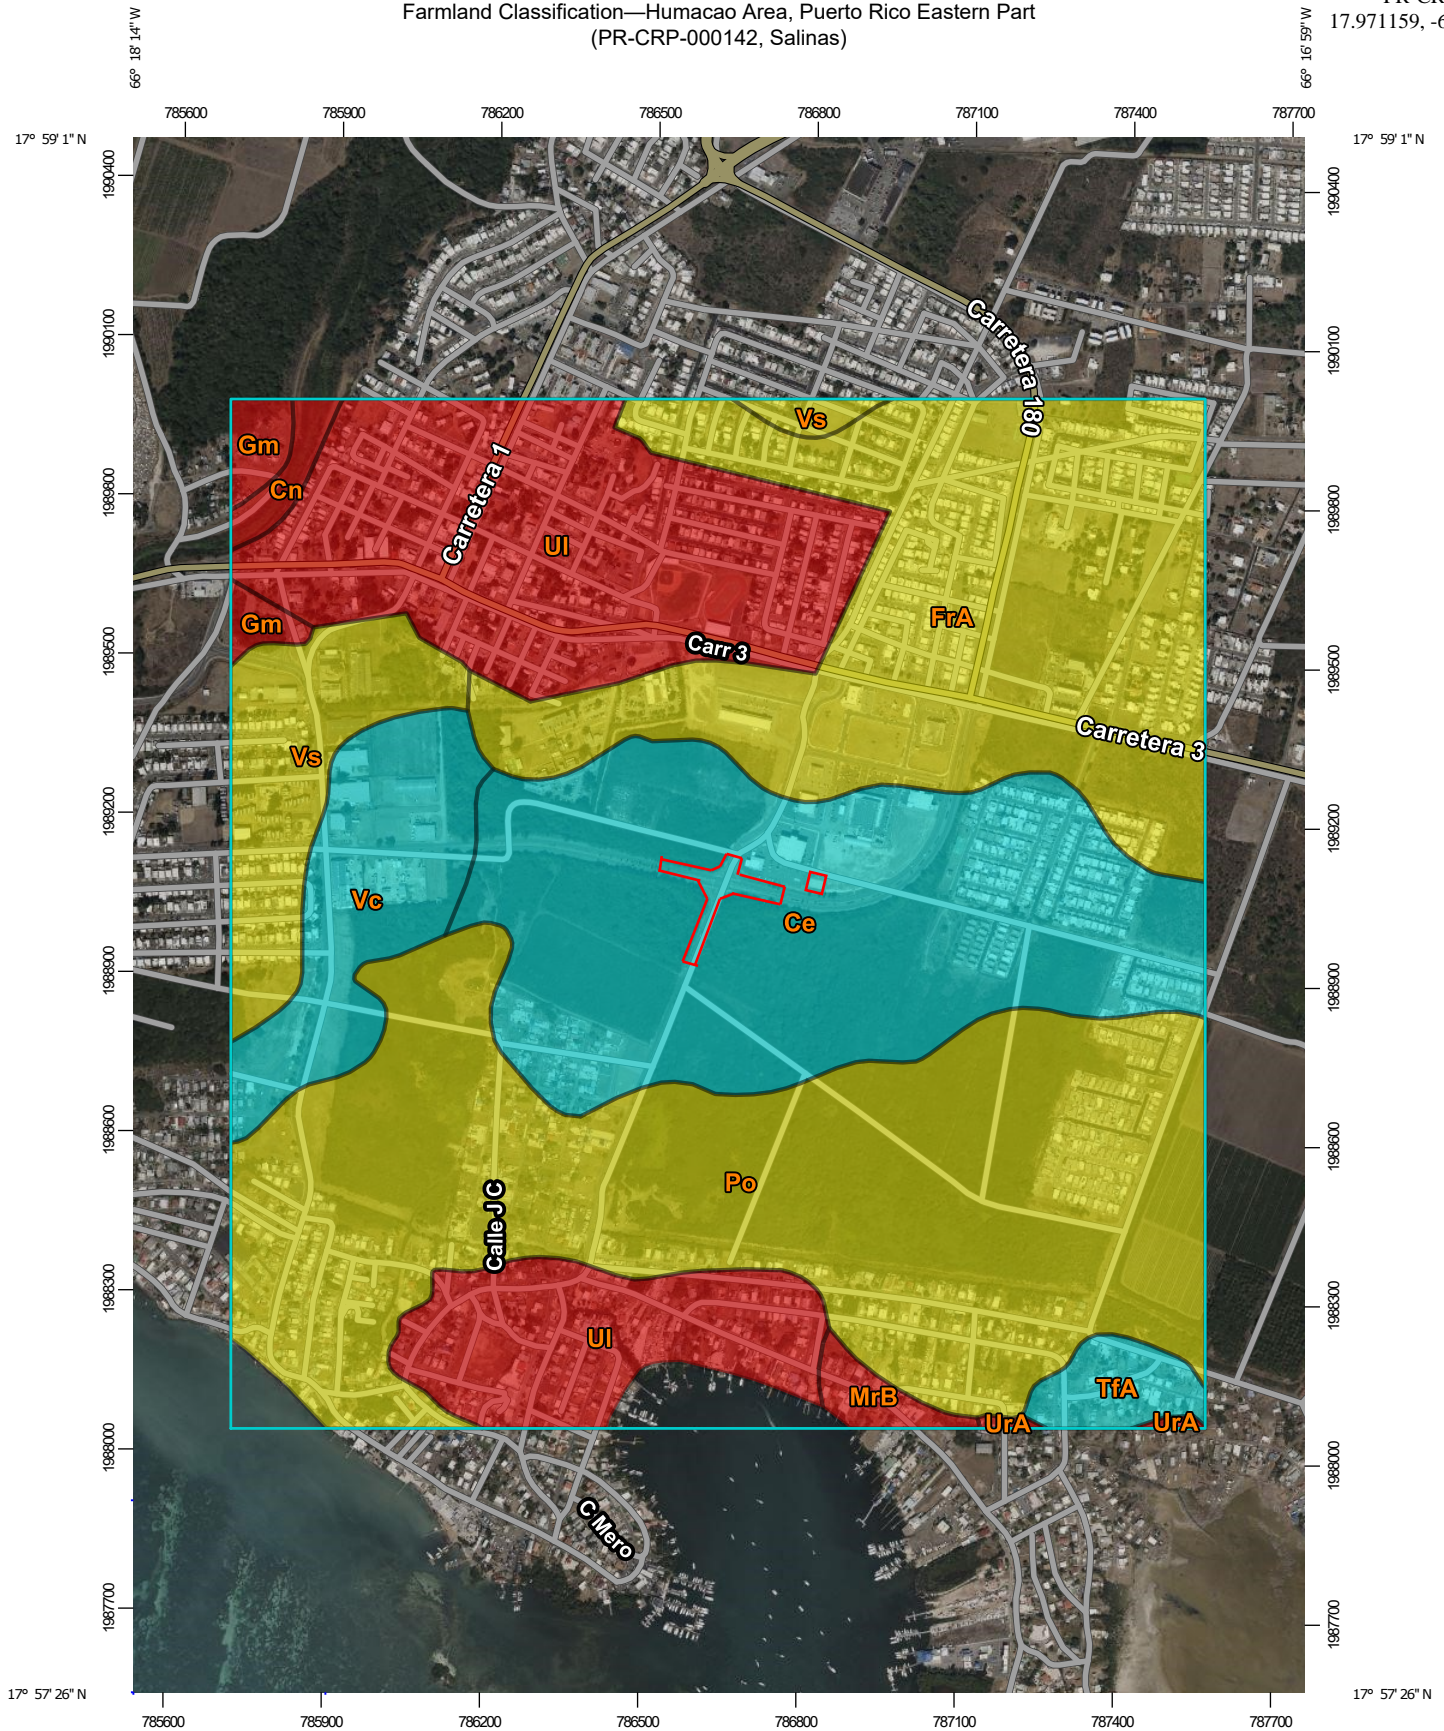 Farmland Classification—Humacao Area, Puerto Rico Eastern Part
(PR-CRP-000142, Salinas)
17.971159, -6
66° 18' 14'' W
66° 16' 59'' W
785600 785900 786200 786500 786800 787100 787400 787700
17° 59' 1'' N
17° 59' 1'' N
1990400
1990400
1990100
1990100
Carretera 180
Vs
Gm
Cn
Carretera 1
1989800
1989800
Ul
FrA
Gm
Carr 3
1989500
1989500
Carretera 3
Vs
1989200
1989200
Vc
Ce
1988900
1988900
1988600
1988600
Po
Calle J C
1988300
1988300
Ul
MrB
TfA
UrA
UrA
1988000
1988000
C Mero
1987700
1987700
17° 57' 26'' N
17° 57' 26'' N
785600 785900 786200 786500 786800 787100 787400 787700